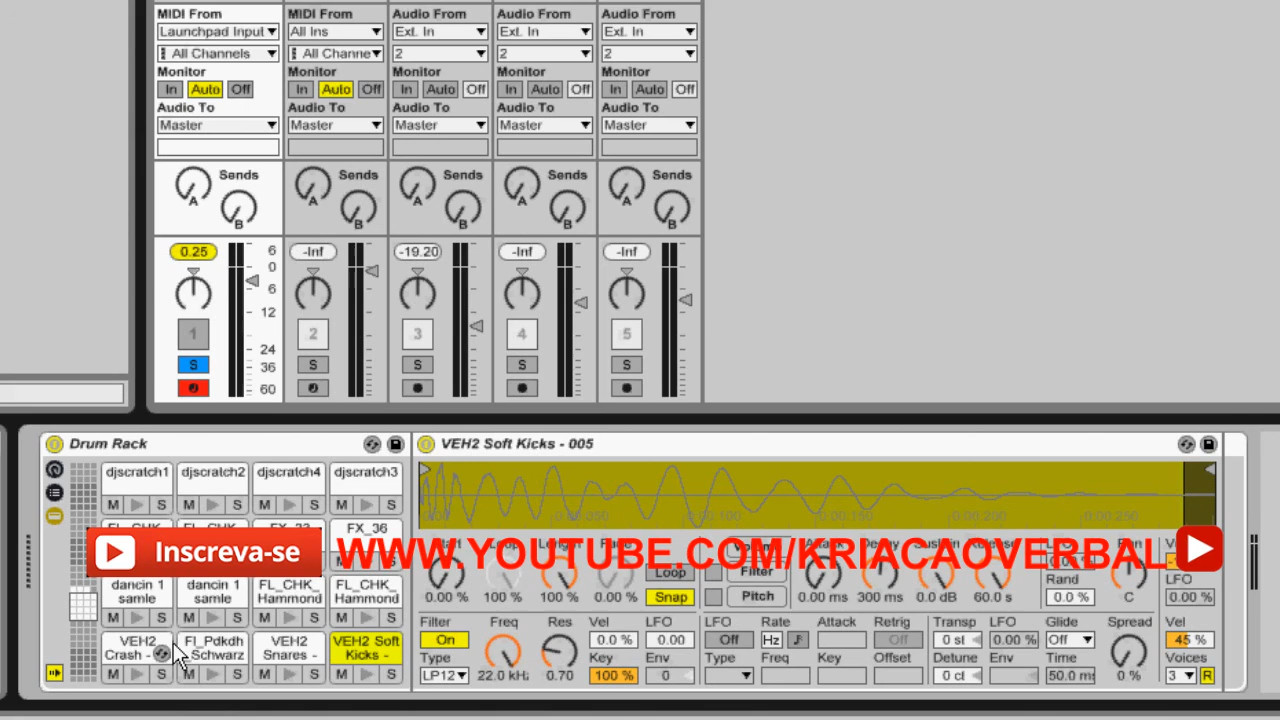 MIDI From MIDI From Audio From Audio From Audio From
Launchpad Input All Ins Ext. In Ext. In Ext. In
All Channels All Channe 2 2 2
Monitor Monitor Monitor Monitor Monitor
In Auto Off In Auto Off In Auto Off In Auto Off In Auto Off
Audio To Audio To Audio To Audio To Audio To
Master Master Master Master Master
Sends Sends Sends Sends Sends
A A A A A
B B B B B
0.25 6 -Inf -19.20 -Inf -Inf
0
6
12
1 2 3 4 5
24
S 36 S S S S
60
Drum Rack VEH2 Soft Kicks - 005
djscratch1 djscratch2 djscratch4 djscratch3
M S M S M S M S
FX_36
Inscreva-se WWW.YOUTUBE.COM/KRIACAOVERBAL
Loop Filter
dancin 1 dancin 1 FL_CHK_ FL_CHK_ Rand LFO
samle samle Hammond Hammond 0.00 % 100 % 100 % 0.00 % Snap Pitch 0.00 ms 300 ms 0.0 dB 60.0 s 0.0 % C 0.00 %
M S M S M S M S
Filter Freq Res Vel LFO LFO Attack Retrig Transp LFO Glide Spread Vel
VEH2 Fl_Pdkdh VEH2 VEH2 Soft On 0.0 % 0.00 Off Hz Off 0 st 0.00 % Off 45 %
Crash - Schwarz Snares - Kicks - Type Key Env Type Freq Key Offset Detune Env Time Voices
M S M S M S M S LP12 22.0 kHz 0.70 100 % 0 0 ct 50.0 ms 0 % 3 R